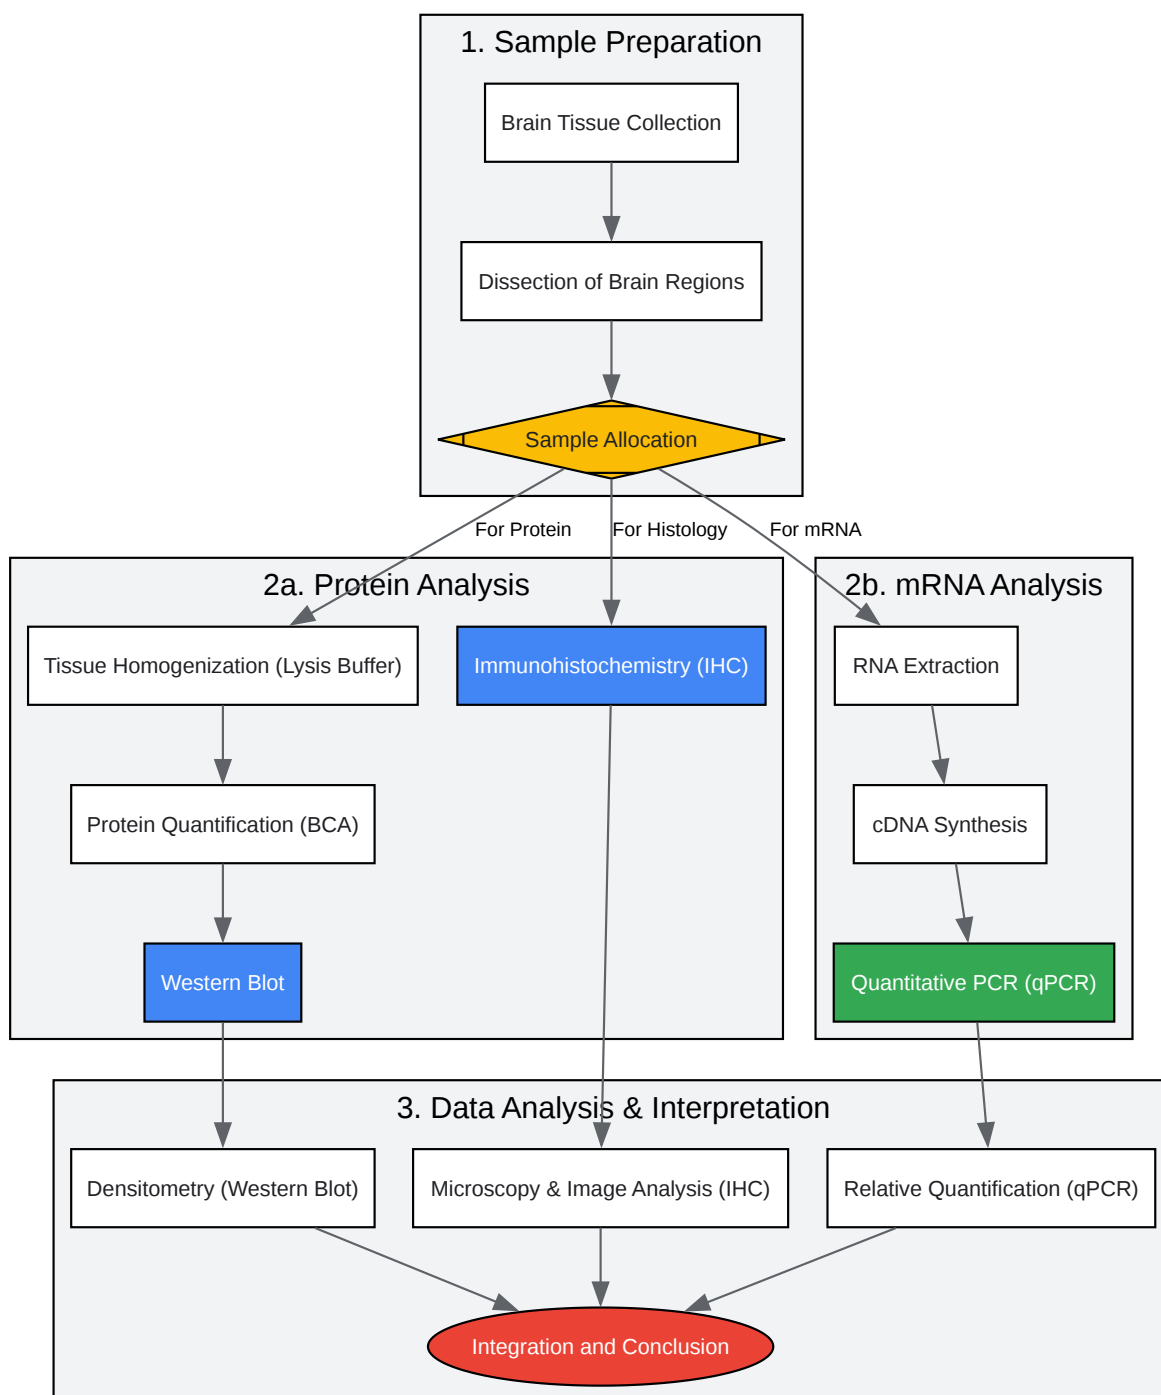 1. Sample Preparation
Brain Tissue Collection
Dissection of Brain Regions
Sample Allocation
For Protein
For Histology
For mRNA
2a. Protein Analysis
2b. mRNA Analysis
Tissue Homogenization (Lysis Buffer)
Immunohistochemistry (IHC)
RNA Extraction
Protein Quantification (BCA)
cDNA Synthesis
Western Blot
Quantitative PCR (qPCR)
3. Data Analysis & Interpretation
Densitometry (Western Blot)
Microscopy & Image Analysis (IHC)
Relative Quantification (qPCR)
Integration and Conclusion